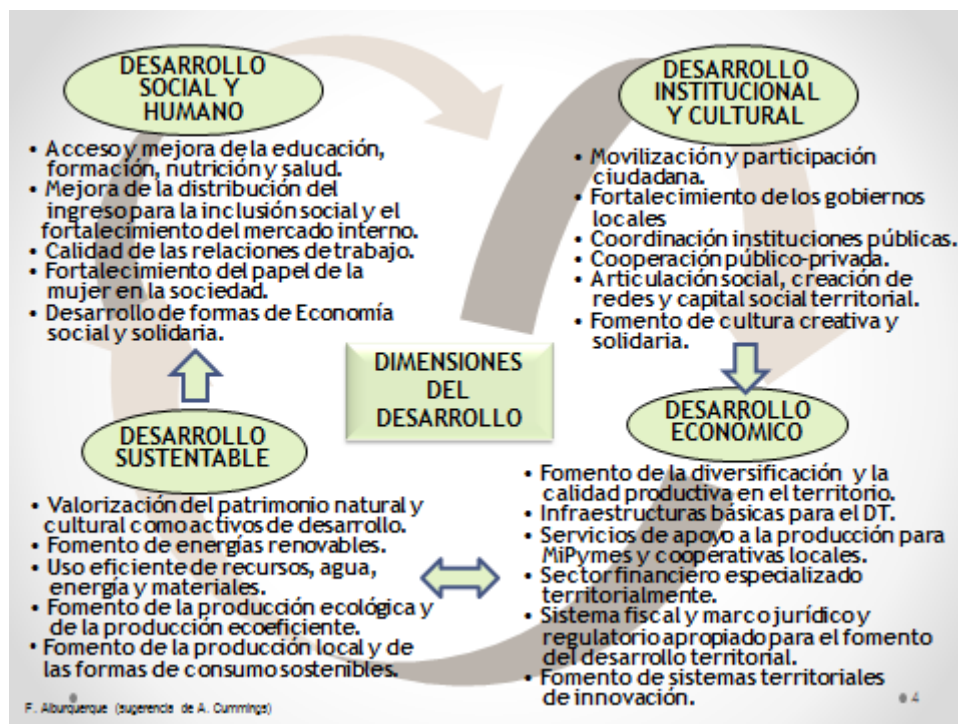 DESARROLLO
SOCIAL Y
HUMANO
• Acceso y mejora de la educación,
formación, nutrición y salud.
• Mejora de la distribución del
ingreso para la inclusión social y el
fortalecimiento del mercado interno.
• Calidad de las relaciones de trabajo.
• Fortalecimiento del papel de la
mujer en la sociedad.
• Desarrollo de formas de Economía
social y solidaria.
DESARROLLO
INSTITUCIONAL
Y CULTURAL
• Movilización y participación
ciudadana.
• Fortalecimiento de los gobiernos
locales
• Coordinación instituciones públicas.
• Cooperación público-privada.
• Articulación social, creación de
redes y capital social territorial.
• Fomento de cultura creativa y
solidaria.
DIMENSIONES
DEL
DESARROLLO
DESARROLLO
SUSTENTABLE
• Valorización del patrimonio natural y
cultural como activos de desarrollo.
• Fomento de energías renovables.
• Uso eficiente de recursos, agua,
energía y materiales.
• Fomento de la producción ecológica y
de la producción ecoeficiente.
• Fomento de la producción local y de
las formas de consumo sostenibles.
DESARROLLO
ECONÓMICO
• Fomento de la diversificación y la
calidad productiva en el territorio.
• Infraestructuras básicas para el DT.
• Servicios de apoyo a la producción para
MiPymes y cooperativas locales.
• Sector financiero especializado
territorialmente.
• Sistema fiscal y marco jurídico y
regulatorio apropiado para el fomento
del desarrollo territorial.
• Fomento de sistemas territoriales
de innovación.
F. Alburquerque (sugerencia de A. Cummings)
4